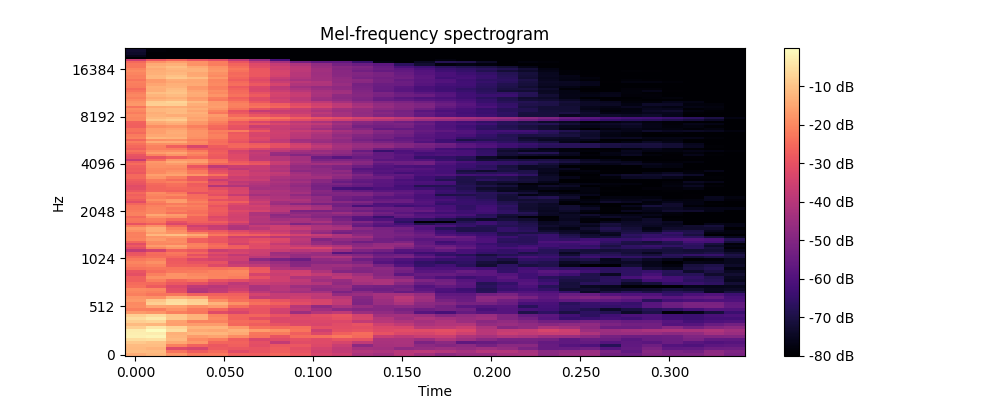 Mel-frequency spectrogram
Hz
16384
8192
4096
2048
1024
512
0
0.000 0.050 0.100 0.150 0.200 0.250 0.300
Time
-10 dB
-20 dB
-30 dB
-40 dB
-50 dB
-60 dB
-70 dB
-80 dB